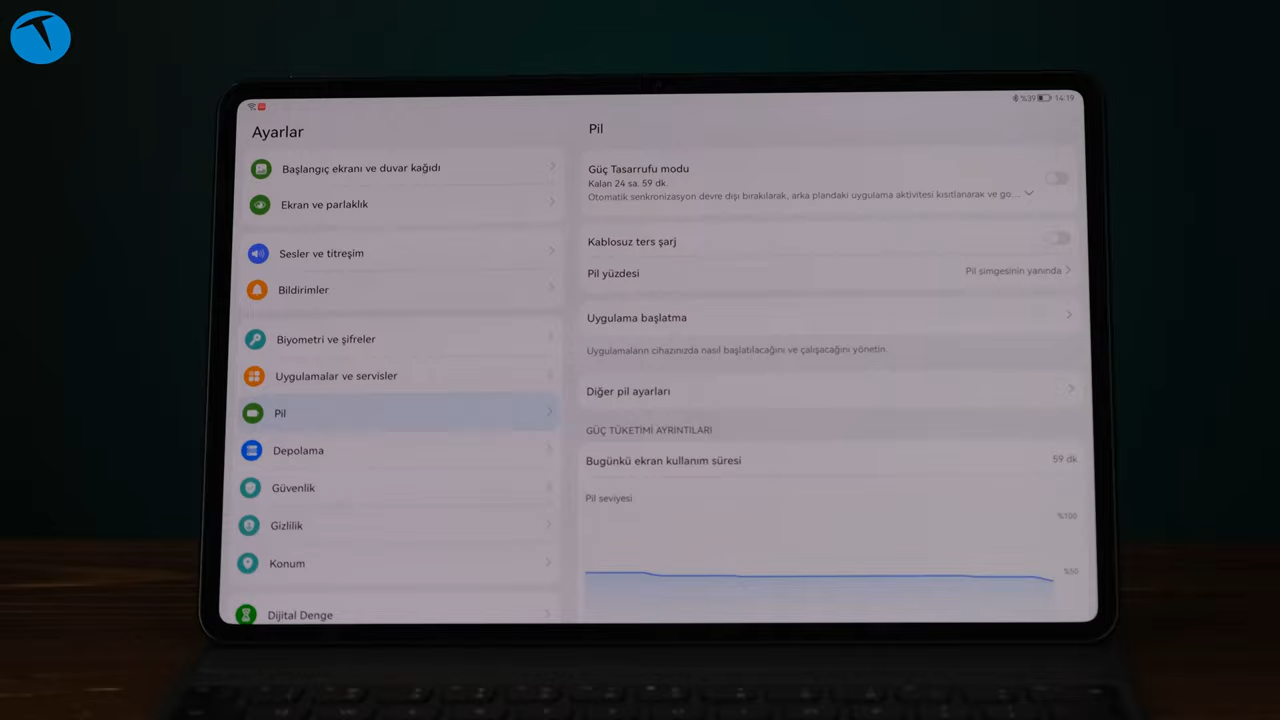 %39 14:19
Ayarlar
Başlangıç ekranı ve duvar kağıdı
Ekran ve parlaklık
Sesler ve titreşim
Bildirimler
Biyometri ve şifreler
Uygulamalar ve servisler
Pil
Depolama
Güvenlik
Gizlilik
Konum
Dijital Denge
Pil
Güç Tasarrufu modu
Kalan 24 sa. 59 dk.
Otomatik senkronizasyon devre dışı bırakılarak, arka plandaki uygulama aktivitesi kısıtlanarak ve go...
Kablosuz ters şarj
Pil yüzdesi Pil simgesinin yanında
Uygulama başlatma
Uygulamaların cihazınızda nasıl başlatılacağını ve çalışacağını yönetin.
Diğer pil ayarları
GÜÇ TÜKETİMİ AYRINTILARI
Bugünkü ekran kullanım süresi 59 dk
Pil seviyesi
%100
%50